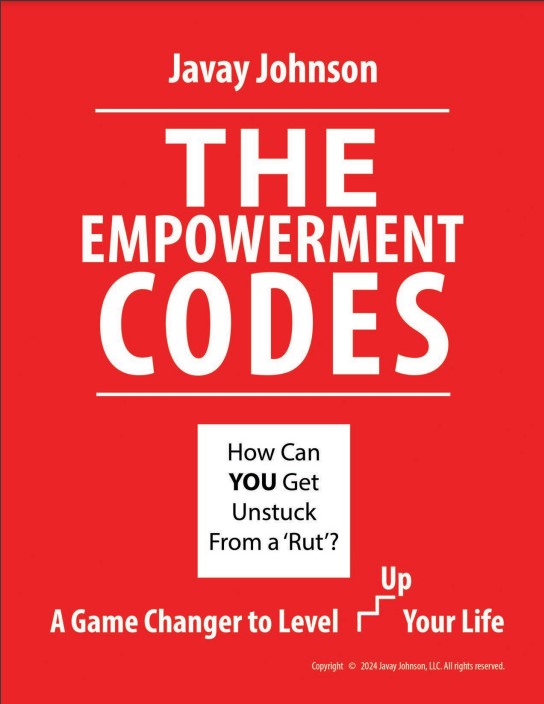 Javay Johnson
THE
EMPOWERMENT
CODES
How Can
YOU Get
Unstuck
From a 'Rut'?
A Game Changer to Level Up Your Life
Copyright © 2024 Javay Johnson, LLC. All rights reserved.